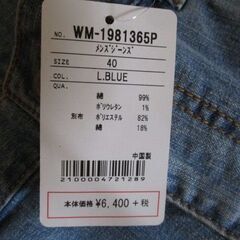 NO. WM-1981365P
ﾒﾝｽﾞｼﾞｰﾝｽﾞ
SIZE 40
COL. L.BLUE
QUA.
綿 99%
ポリウレタン 1%
別布 ポリエステル 82%
綿 18%
中国製
2100004721289
本体価格 ¥6,400 +税